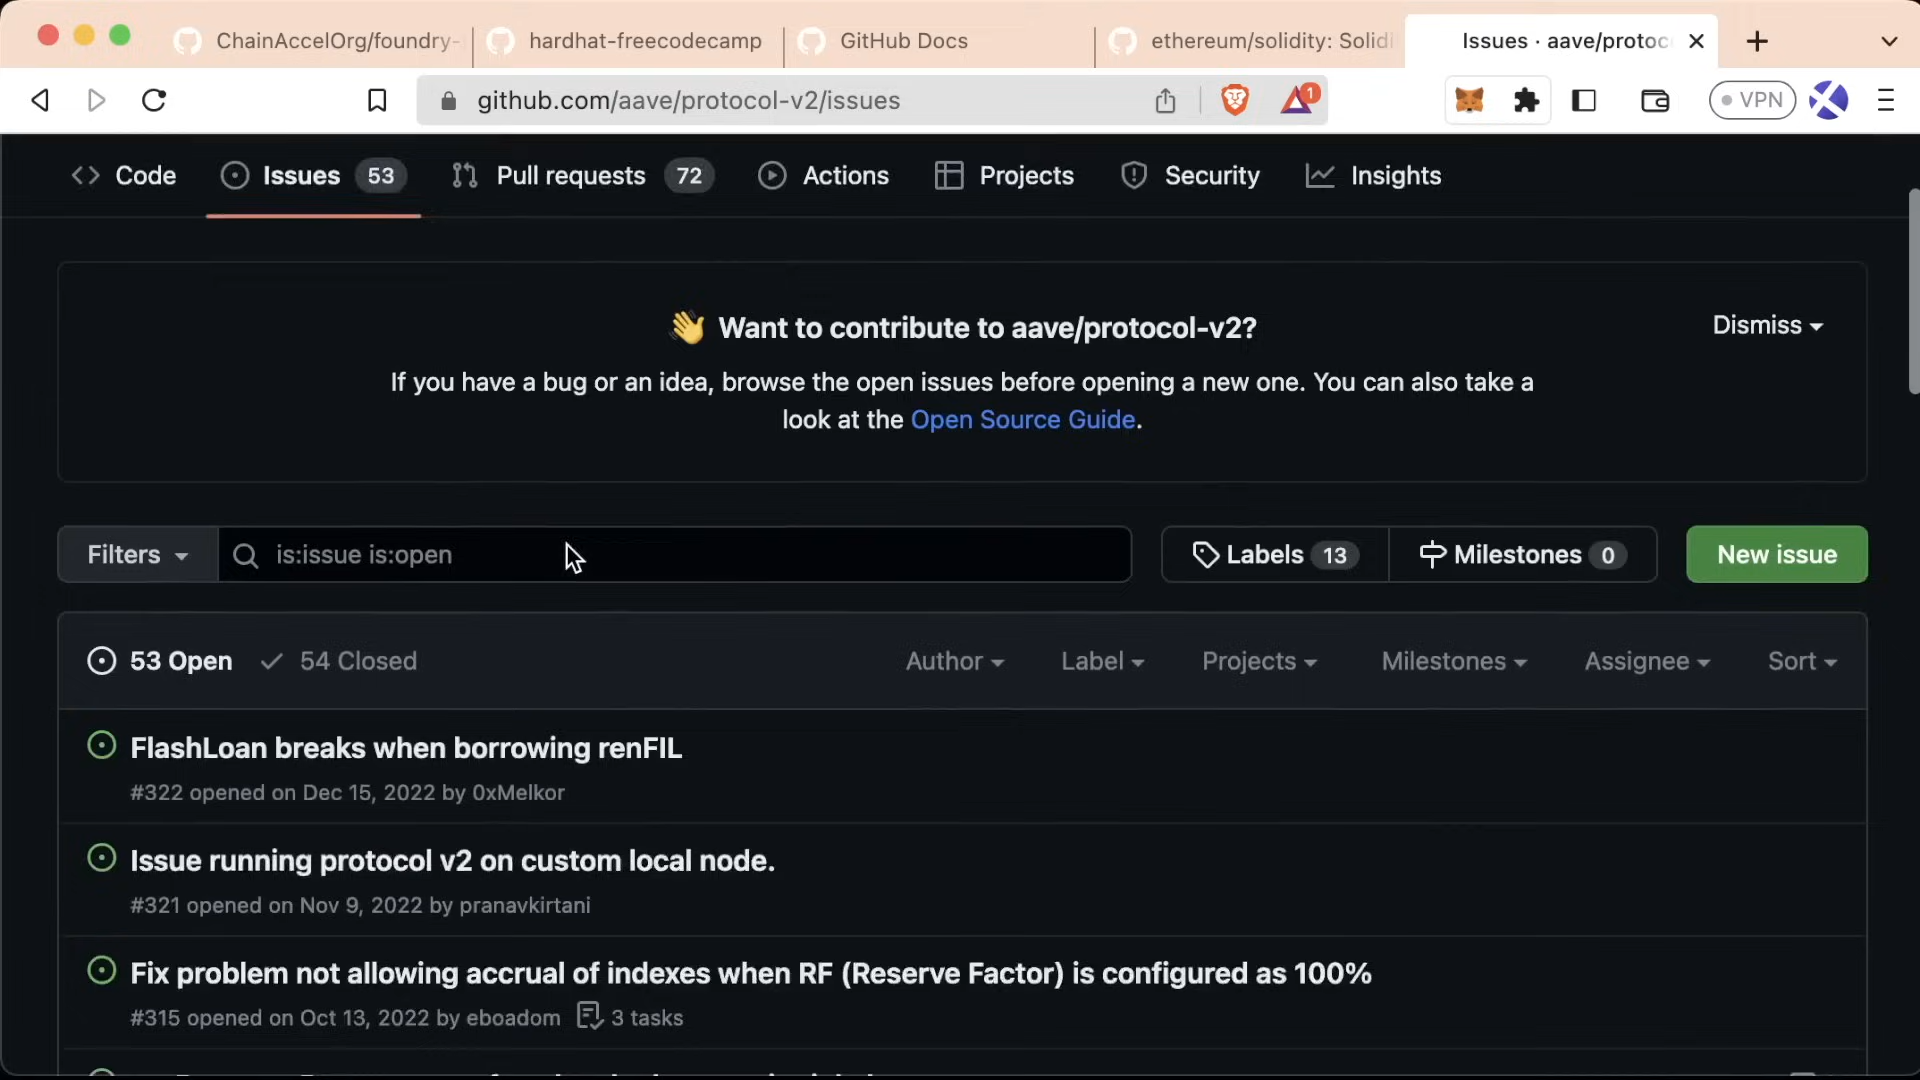 ChainAccelOrg/foundry-
hardhat-freecodecamp
GitHub Docs
ethereum/solidity: Solidi
Issues · aave/protoc
github.com/aave/protocol-v2/issues
1
VPN
Code
Issues 53
Pull requests 72
Actions
Projects
Security
Insights
👋 Want to contribute to aave/protocol-v2?
Dismiss
If you have a bug or an idea, browse the open issues before opening a new one. You can also take a
look at the Open Source Guide.
Filters
is:issue is:open
Labels 13
Milestones 0
New issue
53 Open
54 Closed
Author
Label
Projects
Milestones
Assignee
Sort
FlashLoan breaks when borrowing renFIL
#322 opened on Dec 15, 2022 by 0xMelkor
Issue running protocol v2 on custom local node.
#321 opened on Nov 9, 2022 by pranavkirtani
Fix problem not allowing accrual of indexes when RF (Reserve Factor) is configured as 100%
#315 opened on Oct 13, 2022 by eboadom 3 tasks